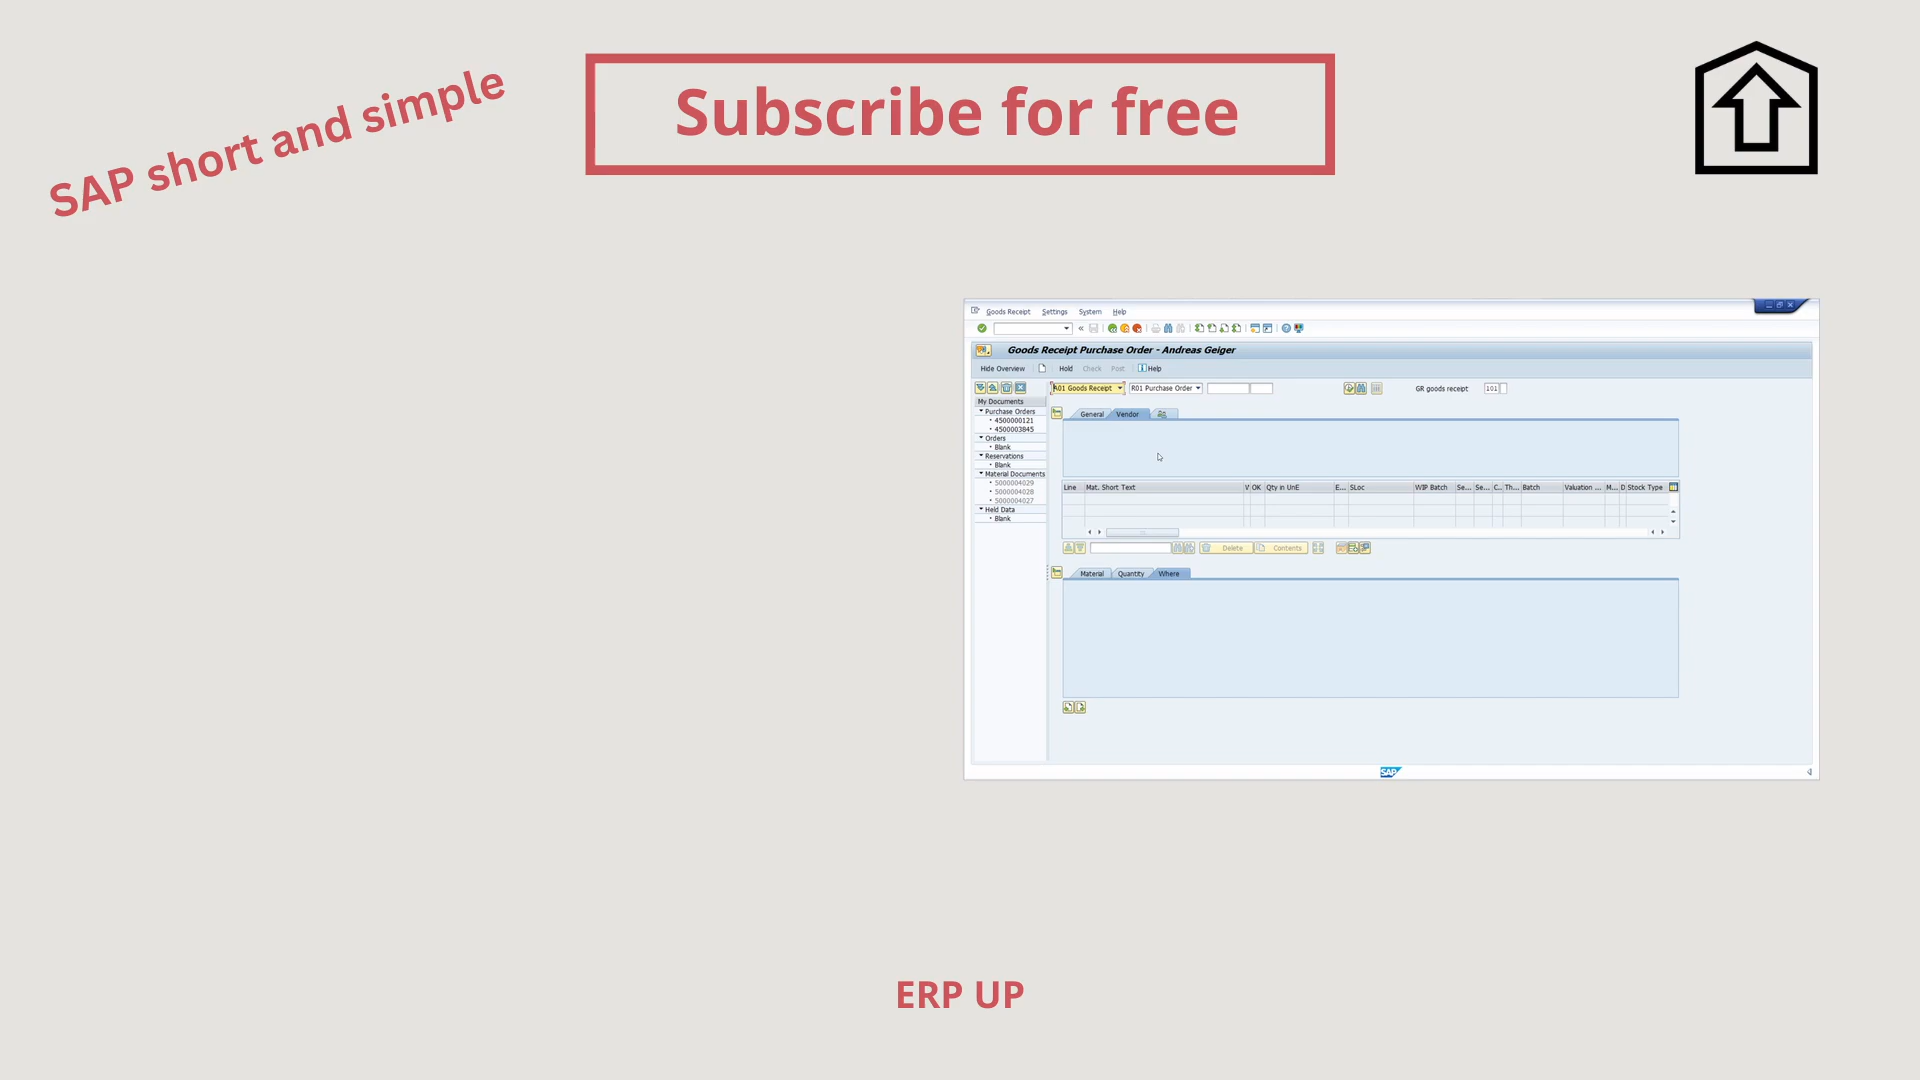 SAP short and simple
Subscribe for free
Goods Receipt Settings System Help
Goods Receipt Purchase Order - Andreas Geiger
Hide Overview Hold Check Post Help
A01 Goods Receipt R01 Purchase Order GR goods receipt 101
My Documents
Purchase Orders
4500000121
4500003845
Orders
Blank
Reservations
Blank
Material Documents
5000004029
5000004028
5000004027
Held Data
Blank
General Vendor
Line Mat. Short Text V OK Qty in UnE E... SLoc WIP Batch Se... Se... C.. Th... Batch Valuation ... M... D Stock Type
Delete Contents
Material Quantity Where
SAP
ERP UP